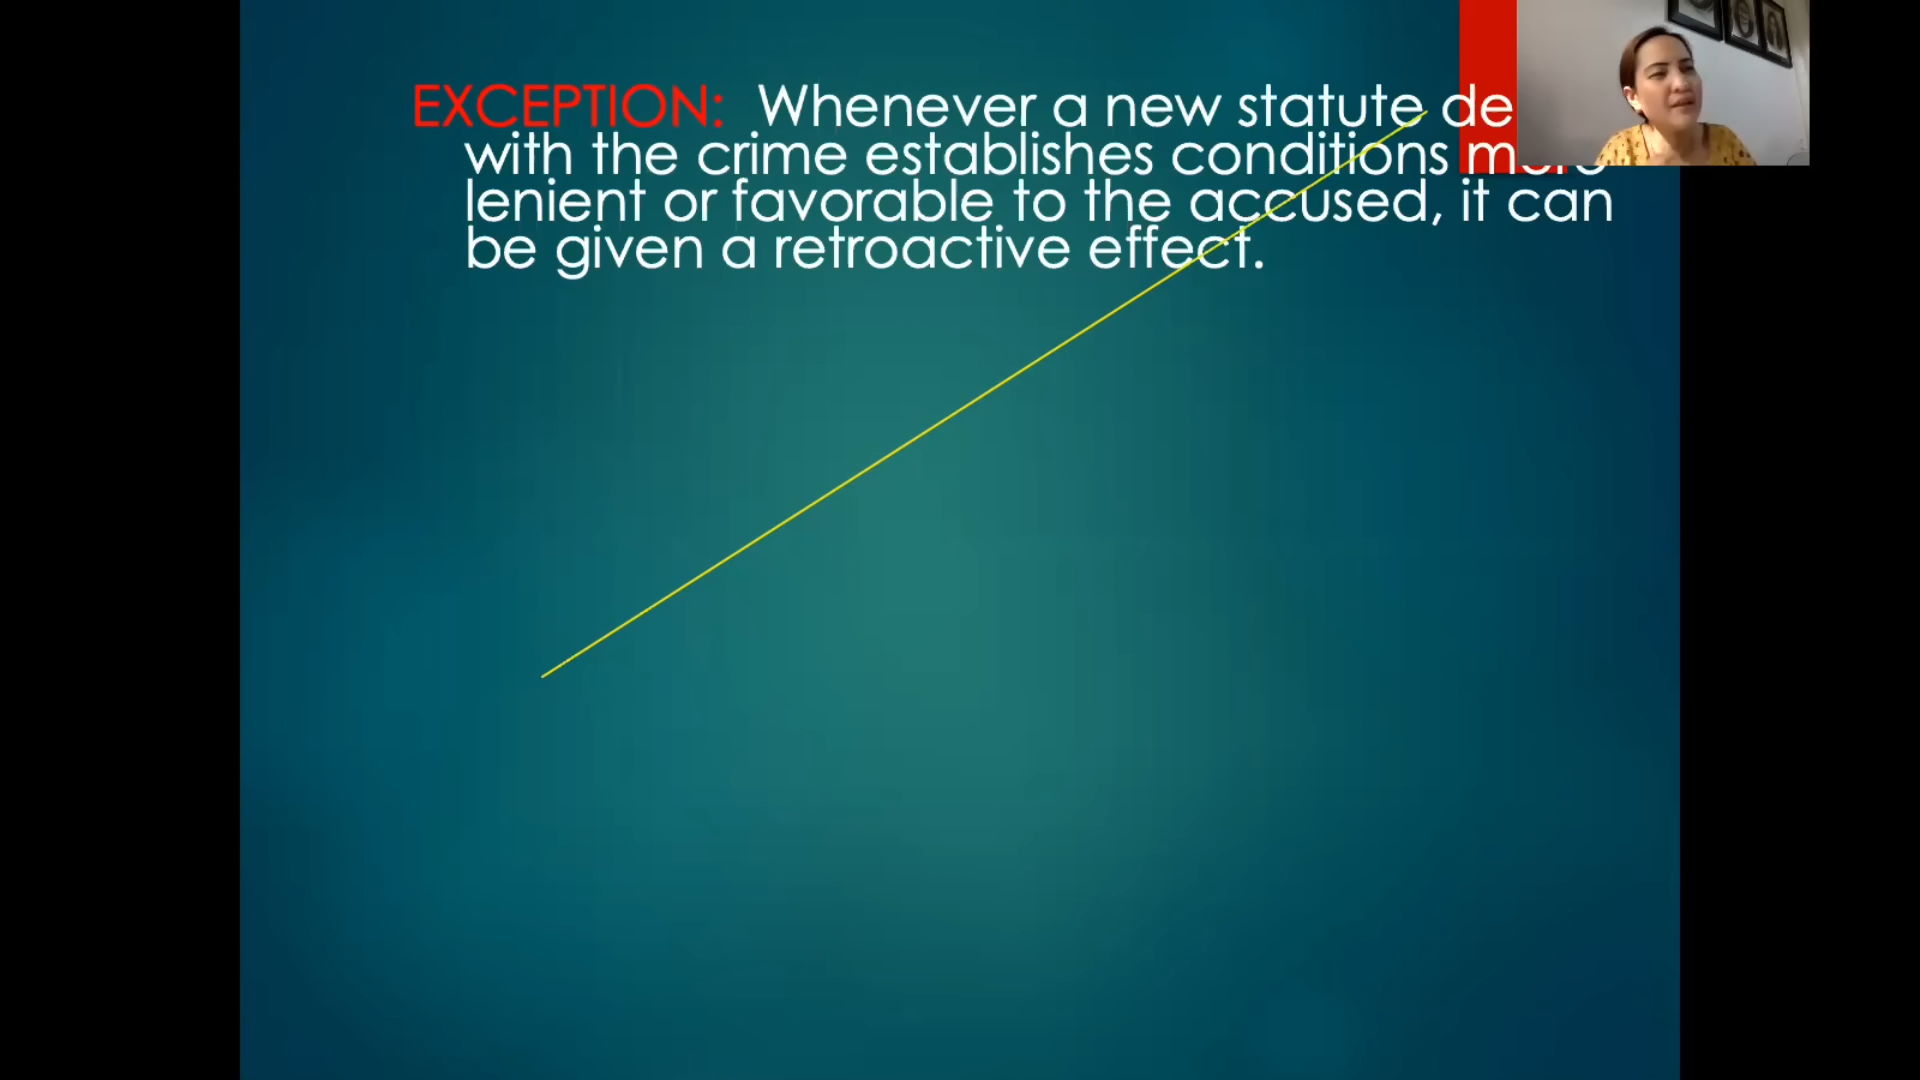 EXCEPTION: Whenever a new statute de
with the crime establishes conditions more
lenient or favorable to the accused, it can
be given a retroactive effect.